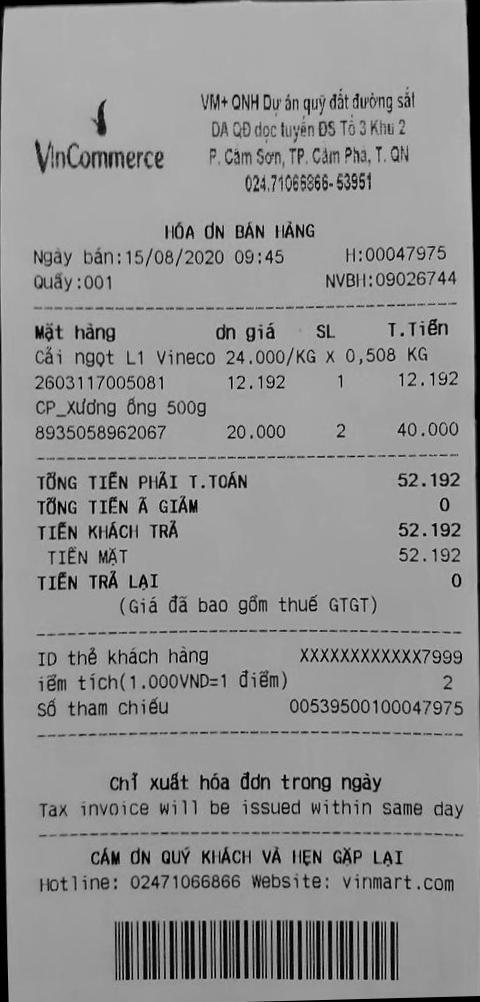 VinCommerce
VM+ QNH Dự án quỹ đất đường sắt
DA QĐ dọc tuyến ĐS Tổ 3 Khu 2
P. Cẩm Sơn, TP. Cẩm Phả, T. QN
024.71066866-53951
HÓA ƠN BÁN HÀNG
Ngày bán:15/08/2020 09:45 H:00047975
Quầy:001 NVBH:09026744
Mặt hàng ơn giá SL T.Tiền
Cải ngọt L1 Vineco 24.000/KG X 0,508 KG
2603117005081 12.192 1 12.192
CP_Xương ống 500g
8935058962067 20.000 2 40.000
TỔNG TIỀN PHẢI T.TOÁN 52.192
TỔNG TIỀN Ã GIẢM 0
TIỀN KHÁCH TRẢ 52.192
TIỀN MẶT 52.192
TIỀN TRẢ LẠI 0
(Giá đã bao gồm thuế GTGT)
ID thẻ khách hàng XXXXXXXXXXXX7999
iểm tích(1.000VND=1 điểm) 2
Số tham chiếu 00539500100047975
Chỉ xuất hóa đơn trong ngày
Tax invoice will be issued within same day
CÁM ƠN QUÝ KHÁCH VÀ HẸN GẶP LẠI
Hotline: 02471066866 Website: vinmart.com